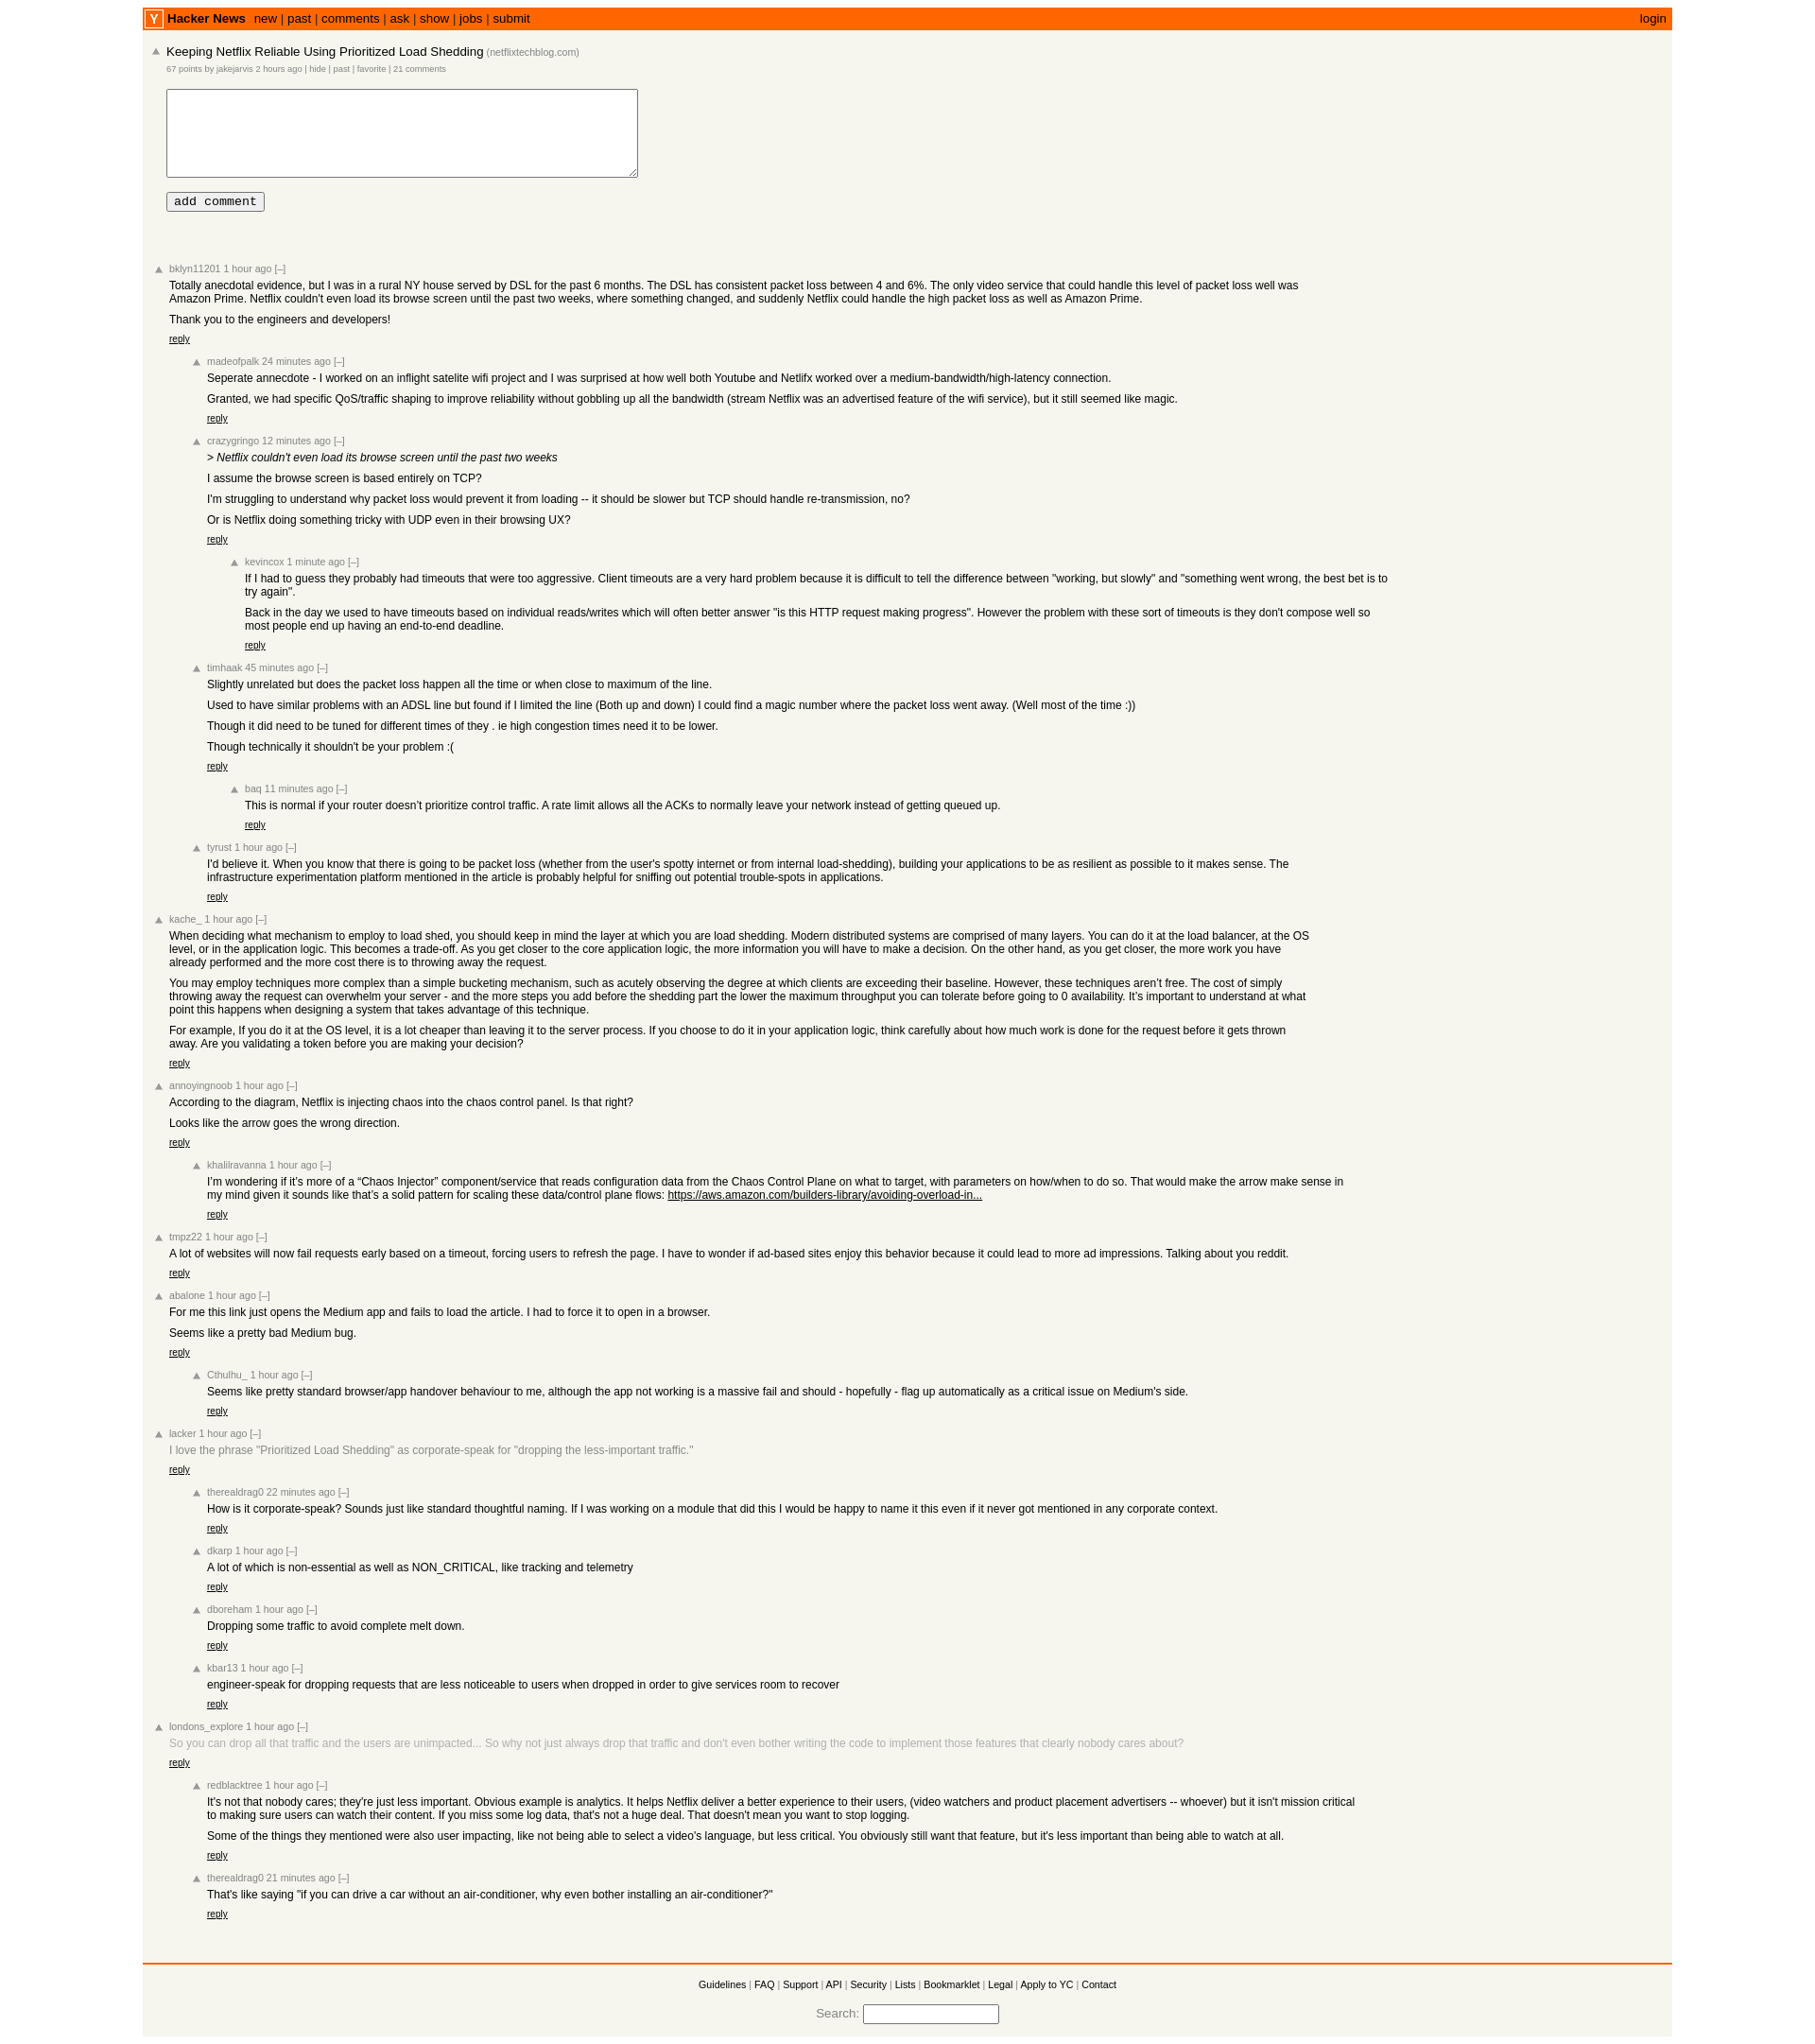 Y Hacker News new | past | comments | ask | show | jobs | submit login
Keeping Netflix Reliable Using Prioritized Load Shedding (netflixtechblog.com)
67 points by jakejarvis 2 hours ago | hide | past | favorite | 21 comments
add comment
bklyn11201 1 hour ago [–]
Totally anecdotal evidence, but I was in a rural NY house served by DSL for the past 6 months. The DSL has consistent packet loss between 4 and 6%. The only video service that could handle this level of packet loss well was
Amazon Prime. Netflix couldn't even load its browse screen until the past two weeks, where something changed, and suddenly Netflix could handle the high packet loss as well as Amazon Prime.
Thank you to the engineers and developers!
reply
madeofpalk 24 minutes ago [–]
Seperate annecdote - I worked on an inflight satelite wifi project and I was surprised at how well both Youtube and Netlifx worked over a medium-bandwidth/high-latency connection.
Granted, we had specific QoS/traffic shaping to improve reliability without gobbling up all the bandwidth (stream Netflix was an advertised feature of the wifi service), but it still seemed like magic.
reply
crazygringo 12 minutes ago [–]
> Netflix couldn't even load its browse screen until the past two weeks
I assume the browse screen is based entirely on TCP?
I'm struggling to understand why packet loss would prevent it from loading -- it should be slower but TCP should handle re-transmission, no?
Or is Netflix doing something tricky with UDP even in their browsing UX?
reply
kevincox 1 minute ago [–]
If I had to guess they probably had timeouts that were too aggressive. Client timeouts are a very hard problem because it is difficult to tell the difference between "working, but slowly" and "something went wrong, the best bet is to
try again".
Back in the day we used to have timeouts based on individual reads/writes which will often better answer "is this HTTP request making progress". However the problem with these sort of timeouts is they don't compose well so
most people end up having an end-to-end deadline.
reply
timhaak 45 minutes ago [–]
Slightly unrelated but does the packet loss happen all the time or when close to maximum of the line.
Used to have similar problems with an ADSL line but found if I limited the line (Both up and down) I could find a magic number where the packet loss went away. (Well most of the time :))
Though it did need to be tuned for different times of they . ie high congestion times need it to be lower.
Though technically it shouldn't be your problem :(
reply
baq 11 minutes ago [–]
This is normal if your router doesn’t prioritize control traffic. A rate limit allows all the ACKs to normally leave your network instead of getting queued up.
reply
tyrust 1 hour ago [–]
I'd believe it. When you know that there is going to be packet loss (whether from the user's spotty internet or from internal load-shedding), building your applications to be as resilient as possible to it makes sense. The
infrastructure experimentation platform mentioned in the article is probably helpful for sniffing out potential trouble-spots in applications.
reply
kache_ 1 hour ago [–]
When deciding what mechanism to employ to load shed, you should keep in mind the layer at which you are load shedding. Modern distributed systems are comprised of many layers. You can do it at the load balancer, at the OS
level, or in the application logic. This becomes a trade-off. As you get closer to the core application logic, the more information you will have to make a decision. On the other hand, as you get closer, the more work you have
already performed and the more cost there is to throwing away the request.
You may employ techniques more complex than a simple bucketing mechanism, such as acutely observing the degree at which clients are exceeding their baseline. However, these techniques aren’t free. The cost of simply
throwing away the request can overwhelm your server - and the more steps you add before the shedding part the lower the maximum throughput you can tolerate before going to 0 availability. It’s important to understand at what
point this happens when designing a system that takes advantage of this technique.
For example, If you do it at the OS level, it is a lot cheaper than leaving it to the server process. If you choose to do it in your application logic, think carefully about how much work is done for the request before it gets thrown
away. Are you validating a token before you are making your decision?
reply
annoyingnoob 1 hour ago [–]
According to the diagram, Netflix is injecting chaos into the chaos control panel. Is that right?
Looks like the arrow goes the wrong direction.
reply
khalilravanna 1 hour ago [–]
I’m wondering if it’s more of a “Chaos Injector” component/service that reads configuration data from the Chaos Control Plane on what to target, with parameters on how/when to do so. That would make the arrow make sense in
my mind given it sounds like that’s a solid pattern for scaling these data/control plane flows: https://aws.amazon.com/builders-library/avoiding-overload-in...
reply
tmpz22 1 hour ago [–]
A lot of websites will now fail requests early based on a timeout, forcing users to refresh the page. I have to wonder if ad-based sites enjoy this behavior because it could lead to more ad impressions. Talking about you reddit.
reply
abalone 1 hour ago [–]
For me this link just opens the Medium app and fails to load the article. I had to force it to open in a browser.
Seems like a pretty bad Medium bug.
reply
Cthulhu_ 1 hour ago [–]
Seems like pretty standard browser/app handover behaviour to me, although the app not working is a massive fail and should - hopefully - flag up automatically as a critical issue on Medium's side.
reply
lacker 1 hour ago [–]
I love the phrase "Prioritized Load Shedding" as corporate-speak for "dropping the less-important traffic."
reply
therealdrag0 22 minutes ago [–]
How is it corporate-speak? Sounds just like standard thoughtful naming. If I was working on a module that did this I would be happy to name it this even if it never got mentioned in any corporate context.
reply
dkarp 1 hour ago [–]
A lot of which is non-essential as well as NON_CRITICAL, like tracking and telemetry
reply
dboreham 1 hour ago [–]
Dropping some traffic to avoid complete melt down.
reply
kbar13 1 hour ago [–]
engineer-speak for dropping requests that are less noticeable to users when dropped in order to give services room to recover
reply
londons_explore 1 hour ago [–]
So you can drop all that traffic and the users are unimpacted... So why not just always drop that traffic and don't even bother writing the code to implement those features that clearly nobody cares about?
reply
redblacktree 1 hour ago [–]
It's not that nobody cares; they're just less important. Obvious example is analytics. It helps Netflix deliver a better experience to their users, (video watchers and product placement advertisers -- whoever) but it isn't mission critical
to making sure users can watch their content. If you miss some log data, that's not a huge deal. That doesn't mean you want to stop logging.
Some of the things they mentioned were also user impacting, like not being able to select a video's language, but less critical. You obviously still want that feature, but it's less important than being able to watch at all.
reply
therealdrag0 21 minutes ago [–]
That's like saying "if you can drive a car without an air-conditioner, why even bother installing an air-conditioner?"
reply
Guidelines | FAQ | Support | API | Security | Lists | Bookmarklet | Legal | Apply to YC | Contact
Search: